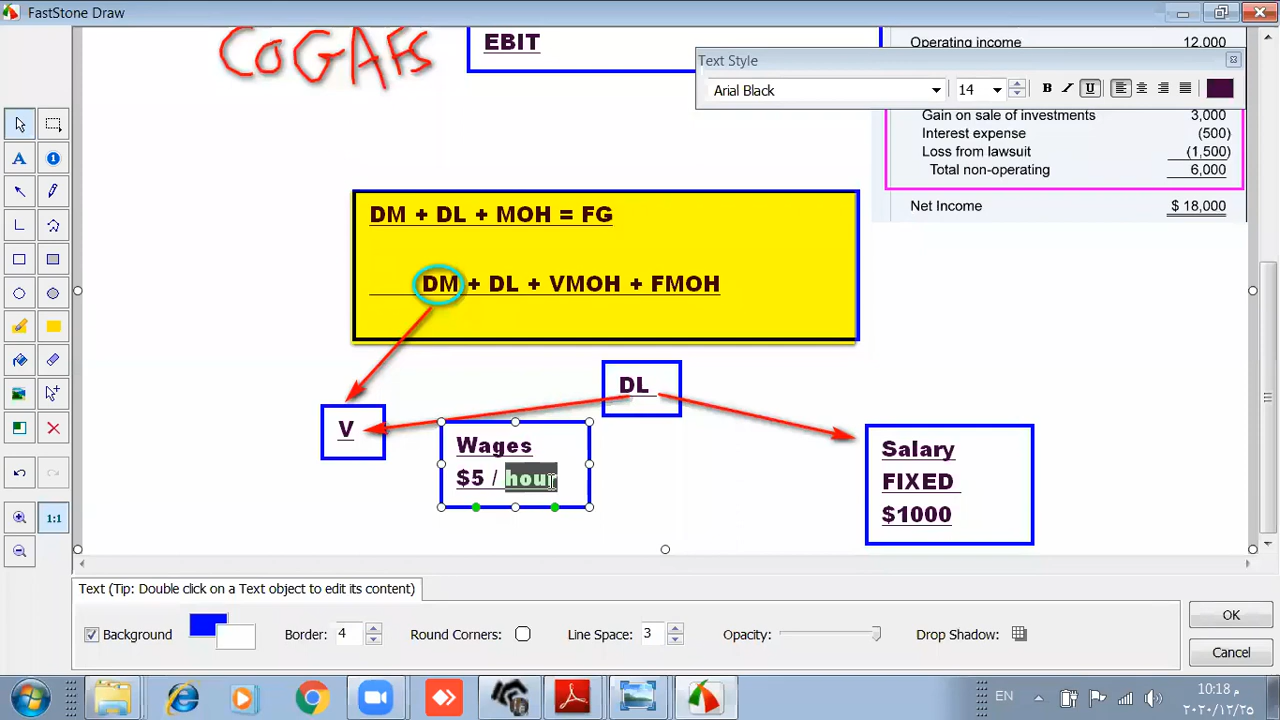 FastStone Draw
COGAFS
EBIT
Operating income 12,000
Text Style
Arial Black 14 B I U
Gain on sale of investments 3,000
Interest expense (500)
Loss from lawsuit (1,500)
Total non-operating 6,000
Net Income $ 18,000
DM + DL + MOH = FG
DM + DL + VMOH + FMOH
DL
V
Wages
$5 / hour
Salary
FIXED
$1000
A
1
1:1
Text (Tip: Double click on a Text object to edit its content)
Background Border: 4 Round Corners: Line Space: 3 Opacity: Drop Shadow:
OK
Cancel
EN
10:18 م
٢٠٢٠/١٢/٢٥